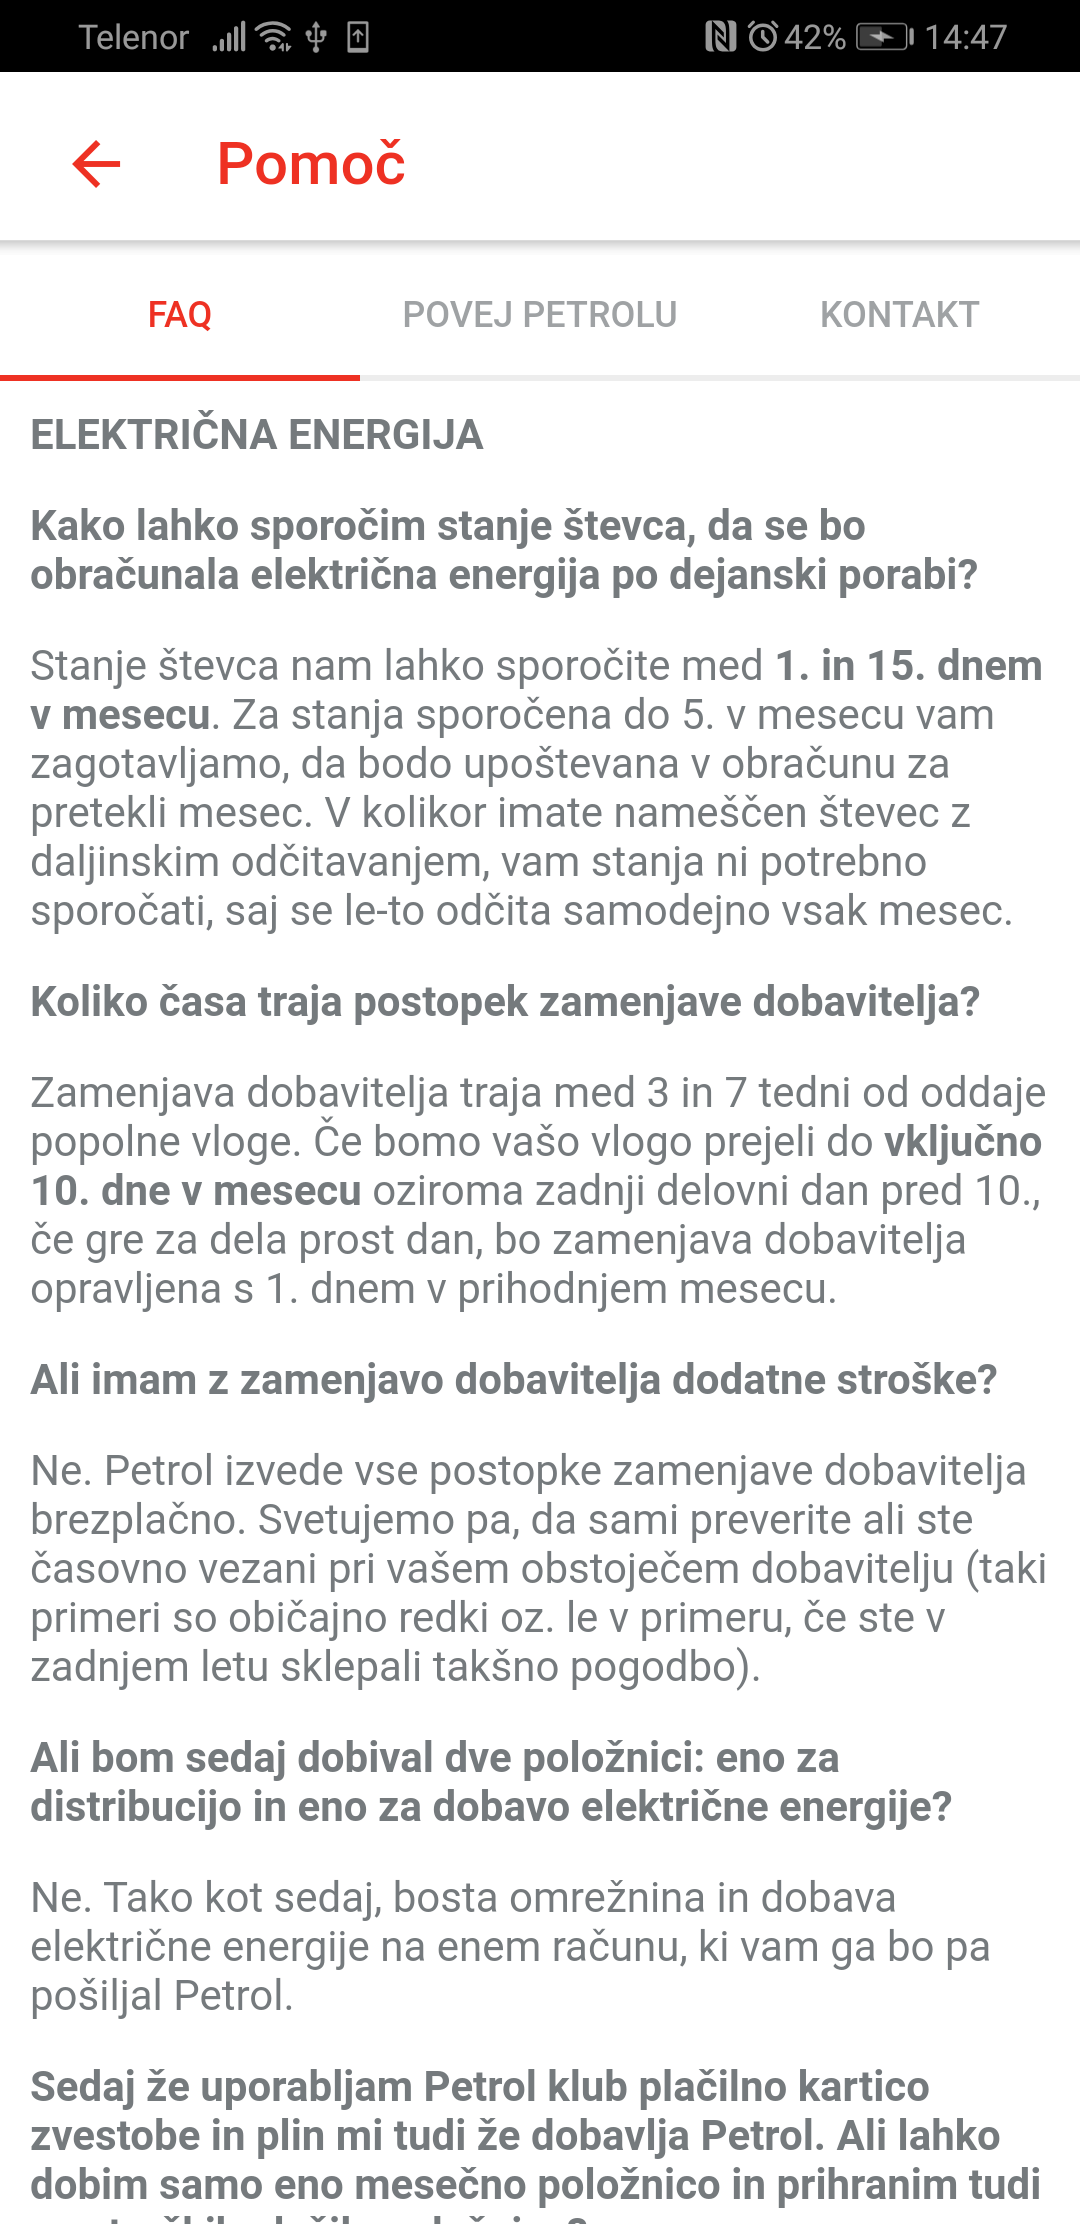 Telenor 42% 14:47
Pomoč
FAQ POVEJ PETROLU KONTAKT
ELEKTRIČNA ENERGIJA
Kako lahko sporočim stanje števca, da se bo
obračunala električna energija po dejanski porabi?
Stanje števca nam lahko sporočite med 1. in 15. dnem
v mesecu. Za stanja sporočena do 5. v mesecu vam
zagotavljamo, da bodo upoštevana v obračunu za
pretekli mesec. V kolikor imate nameščen števec z
daljinskim odčitavanjem, vam stanja ni potrebno
sporočati, saj se le-to odčita samodejno vsak mesec.
Koliko časa traja postopek zamenjave dobavitelja?
Zamenjava dobavitelja traja med 3 in 7 tedni od oddaje
popolne vloge. Če bomo vašo vlogo prejeli do vključno
10. dne v mesecu oziroma zadnji delovni dan pred 10.,
če gre za dela prost dan, bo zamenjava dobavitelja
opravljena s 1. dnem v prihodnjem mesecu.
Ali imam z zamenjavo dobavitelja dodatne stroške?
Ne. Petrol izvede vse postopke zamenjave dobavitelja
brezplačno. Svetujemo pa, da sami preverite ali ste
časovno vezani pri vašem obstoječem dobavitelju (taki
primeri so običajno redki oz. le v primeru, če ste v
zadnjem letu sklepali takšno pogodbo).
Ali bom sedaj dobival dve položnici: eno za
distribucijo in eno za dobavo električne energije?
Ne. Tako kot sedaj, bosta omrežnina in dobava
električne energije na enem računu, ki vam ga bo pa
pošiljal Petrol.
Sedaj že uporabljam Petrol klub plačilno kartico
zvestobe in plin mi tudi že dobavlja Petrol. Ali lahko
dobim samo eno mesečno položnico in prihranim tudi